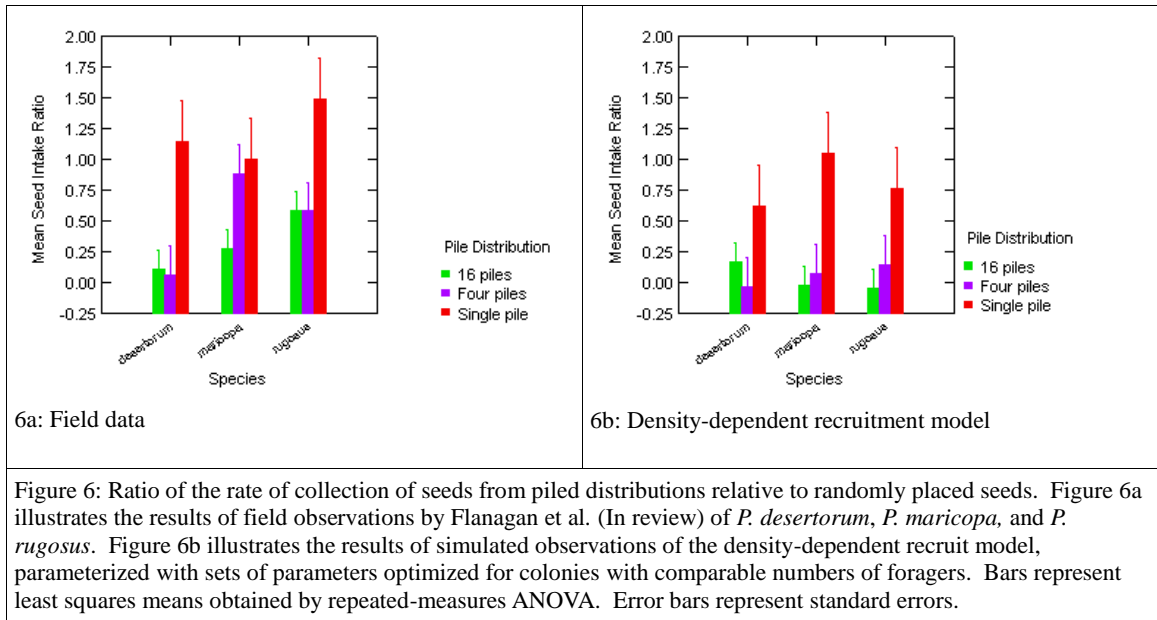 2.00
1.75
1.50
1.25
1.00
0.75
0.50
0.25
0.00
-0.25
Mean Seed Intake Ratio
desertorum
maricopa
rugosus
Species
Pile Distribution
16 piles
Four piles
Single pile
6a: Field data
2.00
1.75
1.50
1.25
1.00
0.75
0.50
0.25
0.00
-0.25
Mean Seed Intake Ratio
desertorum
maricopa
rugosus
Species
Pile Distribution
16 piles
Four piles
Single pile
6b: Density-dependent recruitment model
Figure 6: Ratio of the rate of collection of seeds from piled distributions relative to randomly placed seeds. Figure 6a
illustrates the results of field observations by Flanagan et al. (In review) of P. desertorum, P. maricopa, and P.
rugosus. Figure 6b illustrates the results of simulated observations of the density-dependent recruit model,
parameterized with sets of parameters optimized for colonies with comparable numbers of foragers. Bars represent
least squares means obtained by repeated-measures ANOVA. Error bars represent standard errors.